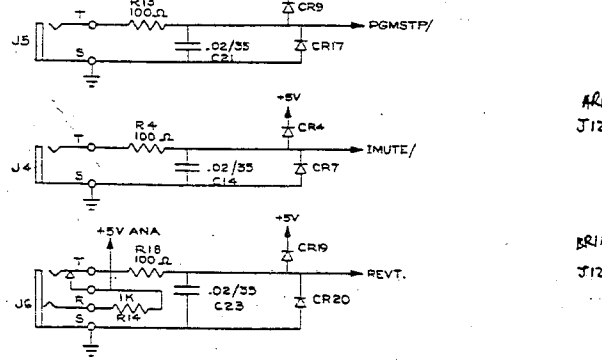 R13
100Ω
CR9
PGMSTP/
J5
T
.02/35
C21
CR17
S
+5V
R4
100Ω
CR4
IMUTE/
J4
T
.02/35
C14
CR7
S
+5V ANA
+5V
R18
100Ω
CR19
REVT.
J6
T
R
1K
R14
.02/35
C23
CR20
S
J12
J12